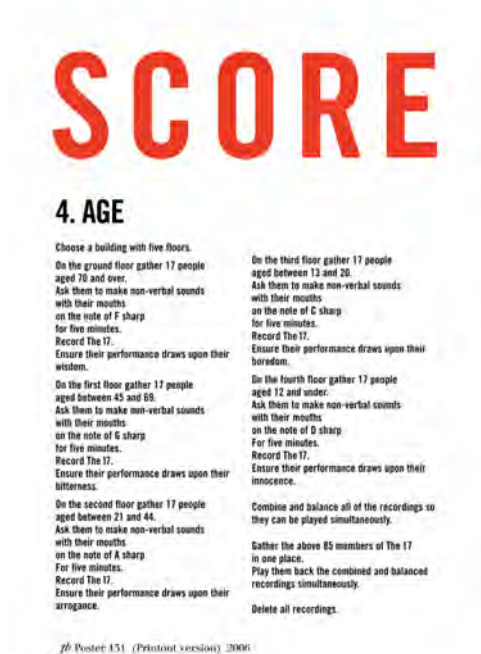 SCORE
4. AGE
Choose a building with five floors.
On the ground floor gather 17 people
aged 70 and over.
Ask them to make non-verbal sounds
with their mouths
on the note of F sharp
for five minutes.
Record The 17.
Ensure their performance draws upon their
wisdom.
On the first floor gather 17 people
aged between 45 and 69.
Ask them to make non-verbal sounds
with their mouths
on the note of G sharp
for five minutes.
Record The 17.
Ensure their performance draws upon their
bitterness.
On the second floor gather 17 people
aged between 21 and 44.
Ask them to make non-verbal sounds
with their mouths
on the note of A sharp
For five minutes.
Record The 17.
Ensure their performance draws upon their
arrogance.
On the third floor gather 17 people
aged between 13 and 20.
Ask them to make non-verbal sounds
with their mouths
on the note of C sharp
for five minutes.
Record The 17.
Ensure their performance draws upon their
boredom.
On the fourth floor gather 17 people
aged 12 and under.
Ask them to make non-verbal sounds
with their mouths
on the note of D sharp
For five minutes.
Record The 17.
Ensure their performance draws upon their
innocence.
Combine and balance all of the recordings so
they can be played simultaneously.
Gather the above 85 members of The 17
in one place.
Play them back the combined and balanced
recordings simultaneously.
Delete all recordings.
Poster 131 (Printout version) 2006